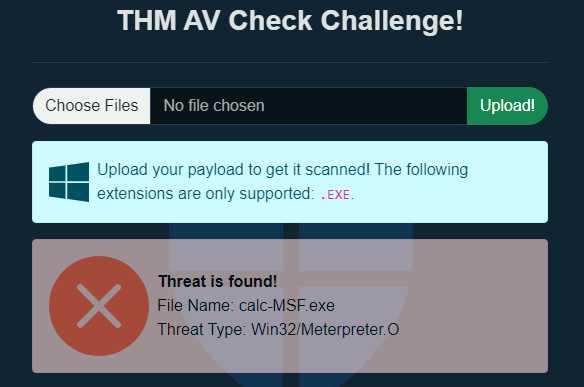 THM AV Check Challenge!
Choose Files No file chosen Upload!
Upload your payload to get it scanned! The following
extensions are only supported: .EXE.
Threat is found!
File Name: calc-MSF.exe
Threat Type: Win32/Meterpreter.O